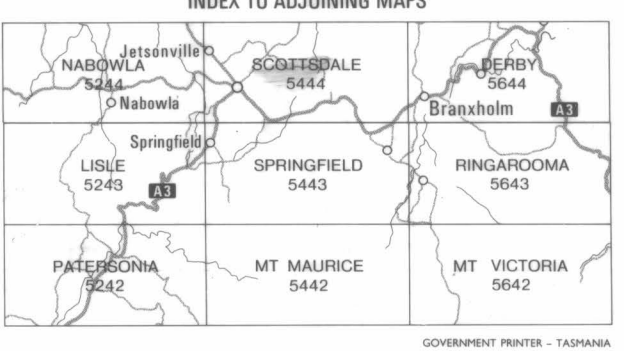 INDEX TO ADJOINING MAPS
NABOWLA
5244
Jetsonville
Nabowla
SCOTTSDALE
5444
DERBY
5644
Branxholm
A3
Springfield
LISLE
5243
A3
SPRINGFIELD
5443
RINGAROOMA
5643
PATERSONIA
5242
MT MAURICE
5442
MT VICTORIA
5642
GOVERNMENT PRINTER – TASMANIA